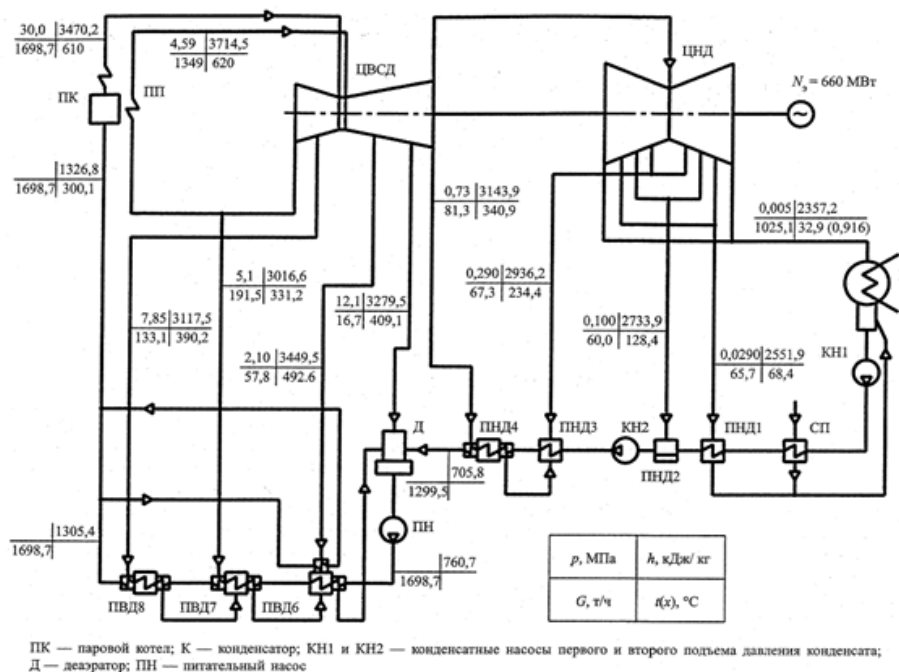 30,0 3470,2
1698,7 610
4,59 3714,5
1349 620
ЦВСД
ЦНД
Nэ = 660 МВт
ПК
ПП
1326,8
1698,7 300,1
0,73 3143,9
81,3 340,9
0,005 2357,2
1025,1 32,9 (0,916)
5,1 3016,6
191,5 331,2
12,1 3279,5
16,7 409,1
0,290 2936,2
67,3 234,4
7,85 3117,5
133,1 390,2
0,100 2733,9
60,0 128,4
2,10 3449,5
57,8 492.6
0,0290 2551,9
65,7 68,4
КН1
Д
ПНД4
ПНД3
КН2
ПНД2
ПНД1
СП
705,8
1299,5
1305,4
1698,7
ПН
760,7
1698,7
ПВД8
ПВД7
ПВД6
p, МПа h, кДж/ кг
G, т/ч t(x), °C
ПК — паровой котел; К — конденсатор; КН1 и КН2 — конденсатные насосы первого и второго подъема давления конденсата;
Д — деаэратор; ПН — питательный насос